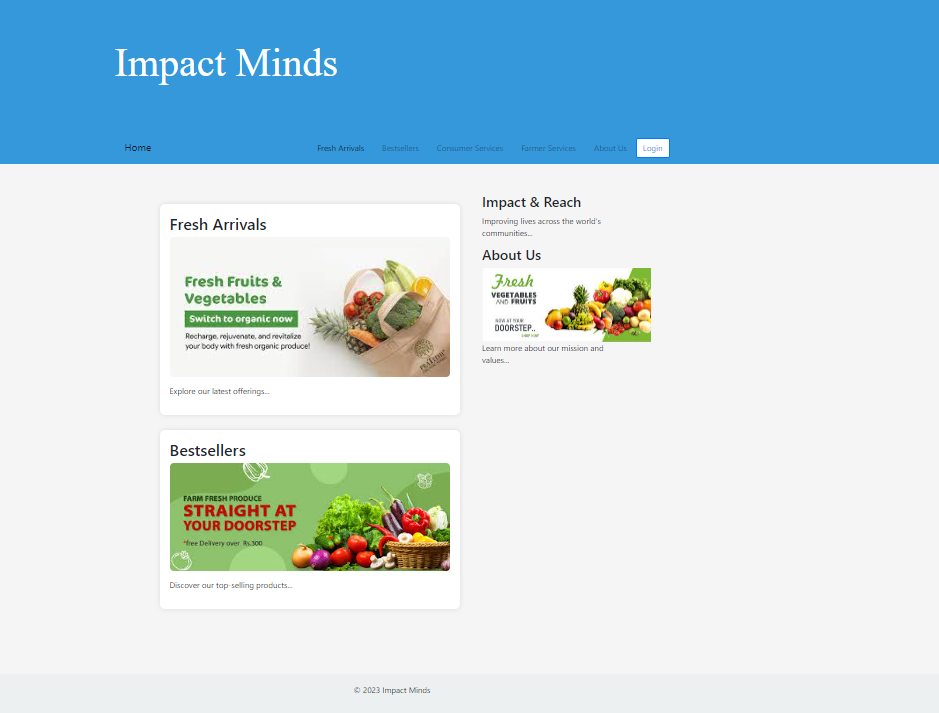 Impact Minds
Home
Fresh Arrivals
Bestsellers
Consumer Services
Farmer Services
About Us
Login
Fresh Arrivals
Fresh Fruits &
Vegetables
Switch to organic now
Recharge, rejuvenate, and revitalize
your body with fresh organic produce!
Explore our latest offerings...
Bestsellers
FARM FRESH PRODUCE
STRAIGHT AT
YOUR DOORSTEP
*free Delivery over Rs.300
Discover our top-selling products...
Impact & Reach
Improving lives across the world's
communities...
About Us
Fresh
VEGETABLES
AND FRUITS
NOW AT YOUR
DOORSTEP..
SHOP NOW
Learn more about our mission and
values...
© 2023 Impact Minds